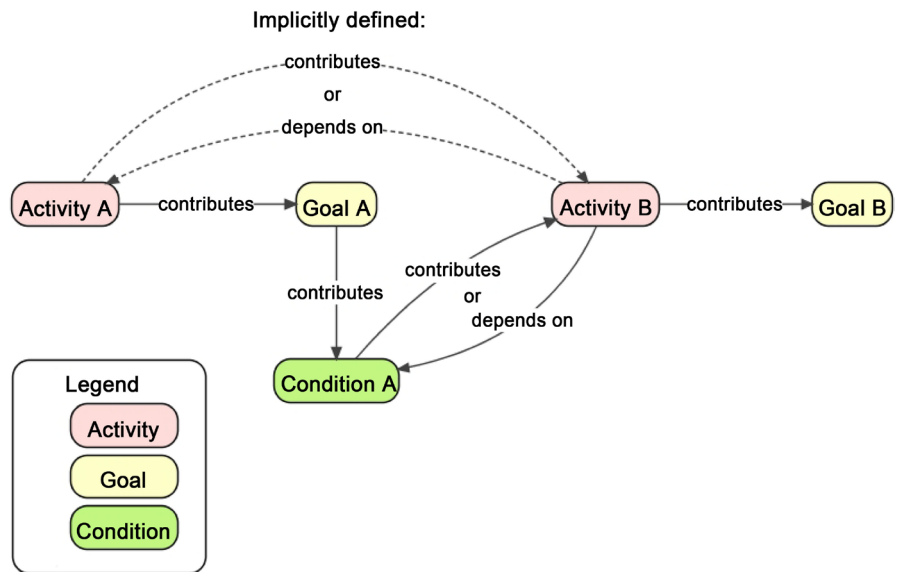 Implicitly defined:
contributes
or
depends on
Activity A
contributes
Goal A
Activity B
contributes
Goal B
contributes
contributes
or
depends on
Condition A
Legend
Activity
Goal
Condition